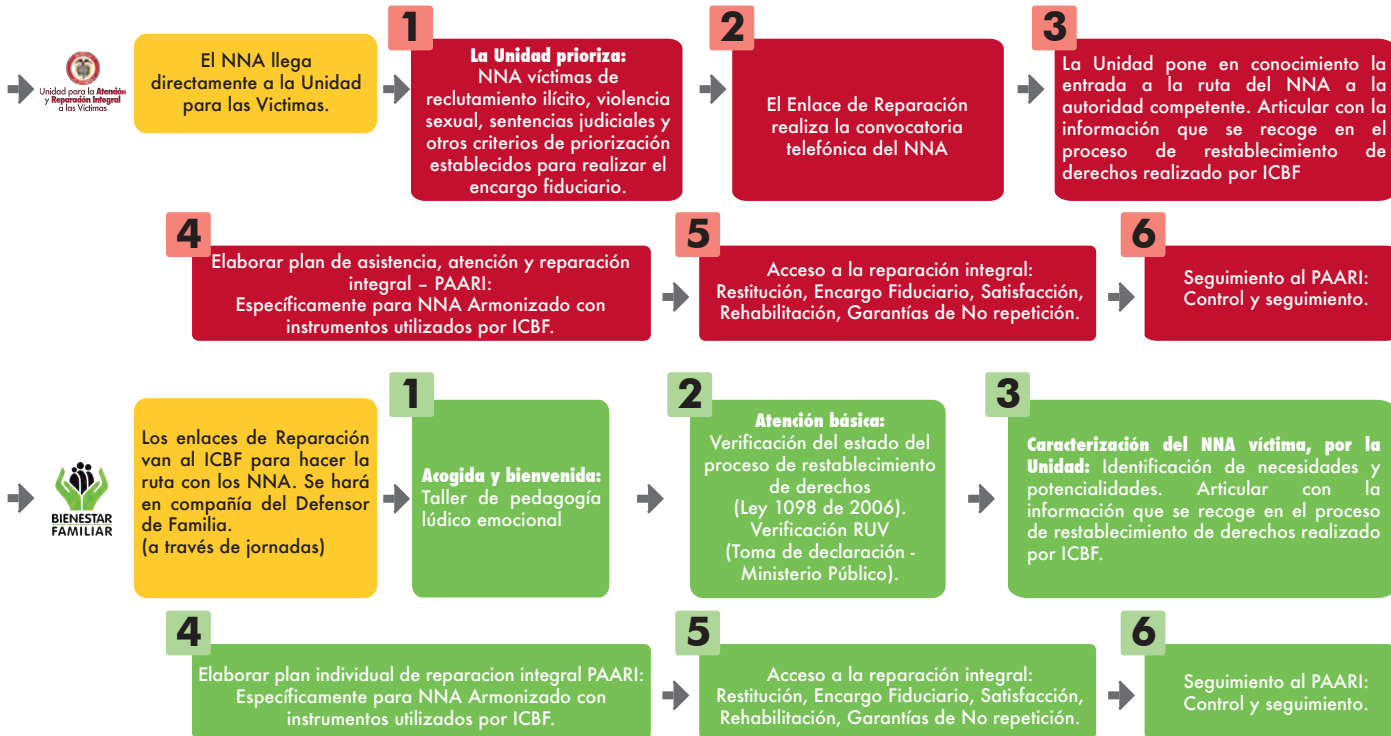 Unidad para la Atención
y Reparación Integral
a las Víctimas
El NNA llega
directamente a la Unidad
para las Victimas.
1
La Unidad prioriza:
NNA víctimas de
reclutamiento ilícito, violencia
sexual, sentencias judiciales y
otros criterios de priorización
establecidos para realizar el
encargo fiduciario.
2
El Enlace de Reparación
realiza la convocatoria
telefónica del NNA
3
La Unidad pone en conocimiento la
entrada a la ruta del NNA a la
autoridad competente. Articular con la
información que se recoge en el
proceso de restablecimiento de
derechos realizado por ICBF
4
Elaborar plan de asistencia, atención y reparación
integral – PAARI:
Específicamente para NNA Armonizado con
instrumentos utilizados por ICBF.
5
Acceso a la reparación integral:
Restitución, Encargo Fiduciario, Satisfacción,
Rehabilitación, Garantías de No repetición.
6
Seguimiento al PAARI:
Control y seguimiento.
BIENESTAR
FAMILIAR
Los enlaces de Reparación
van al ICBF para hacer la
ruta con los NNA. Se hará
en compañía del Defensor
de Familia.
(a través de jornadas)
1
Acogida y bienvenida:
Taller de pedagogía
lúdico emocional
2
Atención básica:
Verificación del estado del
proceso de restablecimiento
de derechos
(Ley 1098 de 2006).
Verificación RUV
(Toma de declaración -
Ministerio Público).
3
Caracterización del NNA víctima, por la
Unidad: Identificación de necesidades y
potencialidades. Articular con la
información que se recoge en el proceso
de restablecimiento de derechos realizado
por ICBF.
4
Elaborar plan individual de reparacion integral PAARI:
Específicamente para NNA Armonizado con
instrumentos utilizados por ICBF.
5
Acceso a la reparación integral:
Restitución, Encargo Fiduciario, Satisfacción,
Rehabilitación, Garantías de No repetición.
6
Seguimiento al PAARI:
Control y seguimiento.